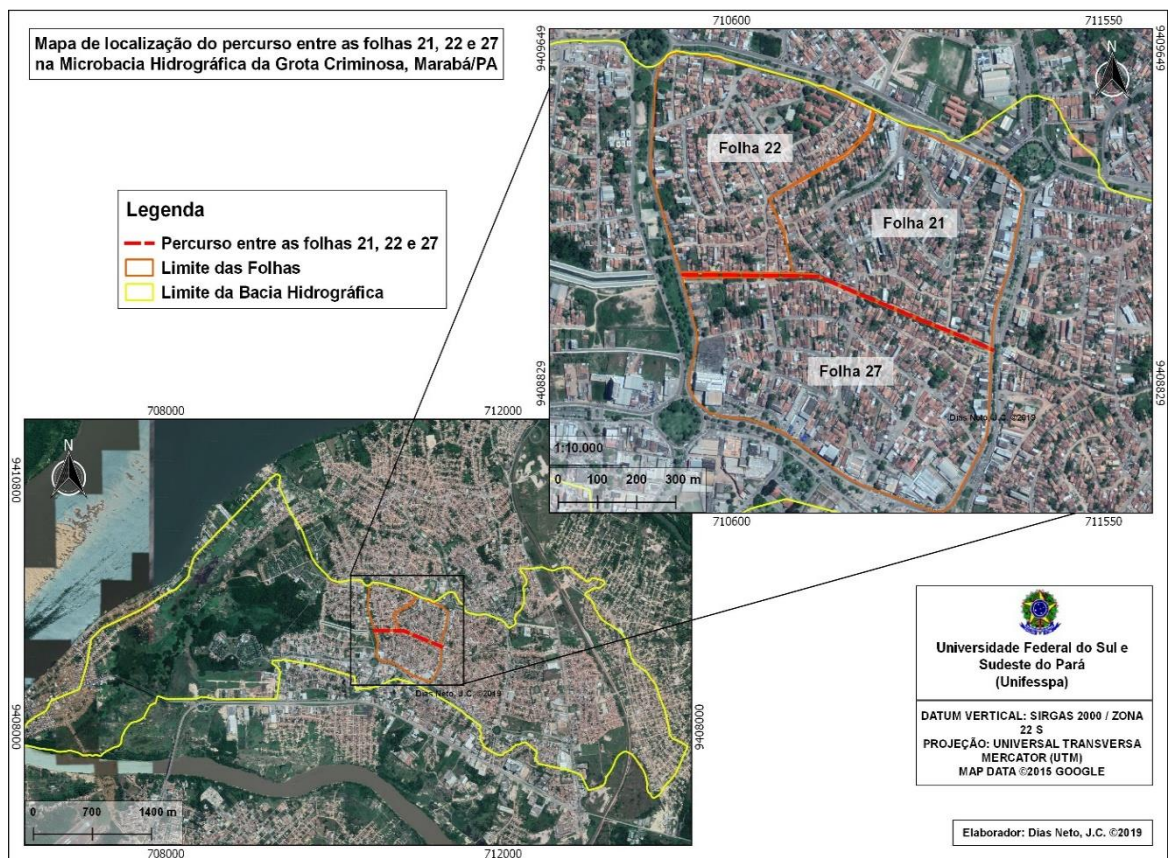 Mapa de localização do percurso entre as folhas 21, 22 e 27
na Microbacia Hidrográfica da Grota Criminosa, Marabá/PA
Legenda
Percurso entre as folhas 21, 22 e 27
Limite das Folhas
Limite da Bacia Hidrográfica
710600
711550
9409649
9409649
N
Folha 22
Folha 21
Folha 27
9408829
9408829
Dias Neto, J.C. ©2019
1:10.000
0 100 200 300 m
710600
711550
708000
712000
9410800
N
9408000
9408000
Dias Neto, J.C. ©2019
0 700 1400 m
708000
712000
Universidade Federal do Sul e
Sudeste do Pará
(Unifesspa)
DATUM VERTICAL: SIRGAS 2000 / ZONA
22 S
PROJEÇÃO: UNIVERSAL TRANSVERSA
MERCATOR (UTM)
MAP DATA ©2015 GOOGLE
Elaborador: Dias Neto, J.C. ©2019